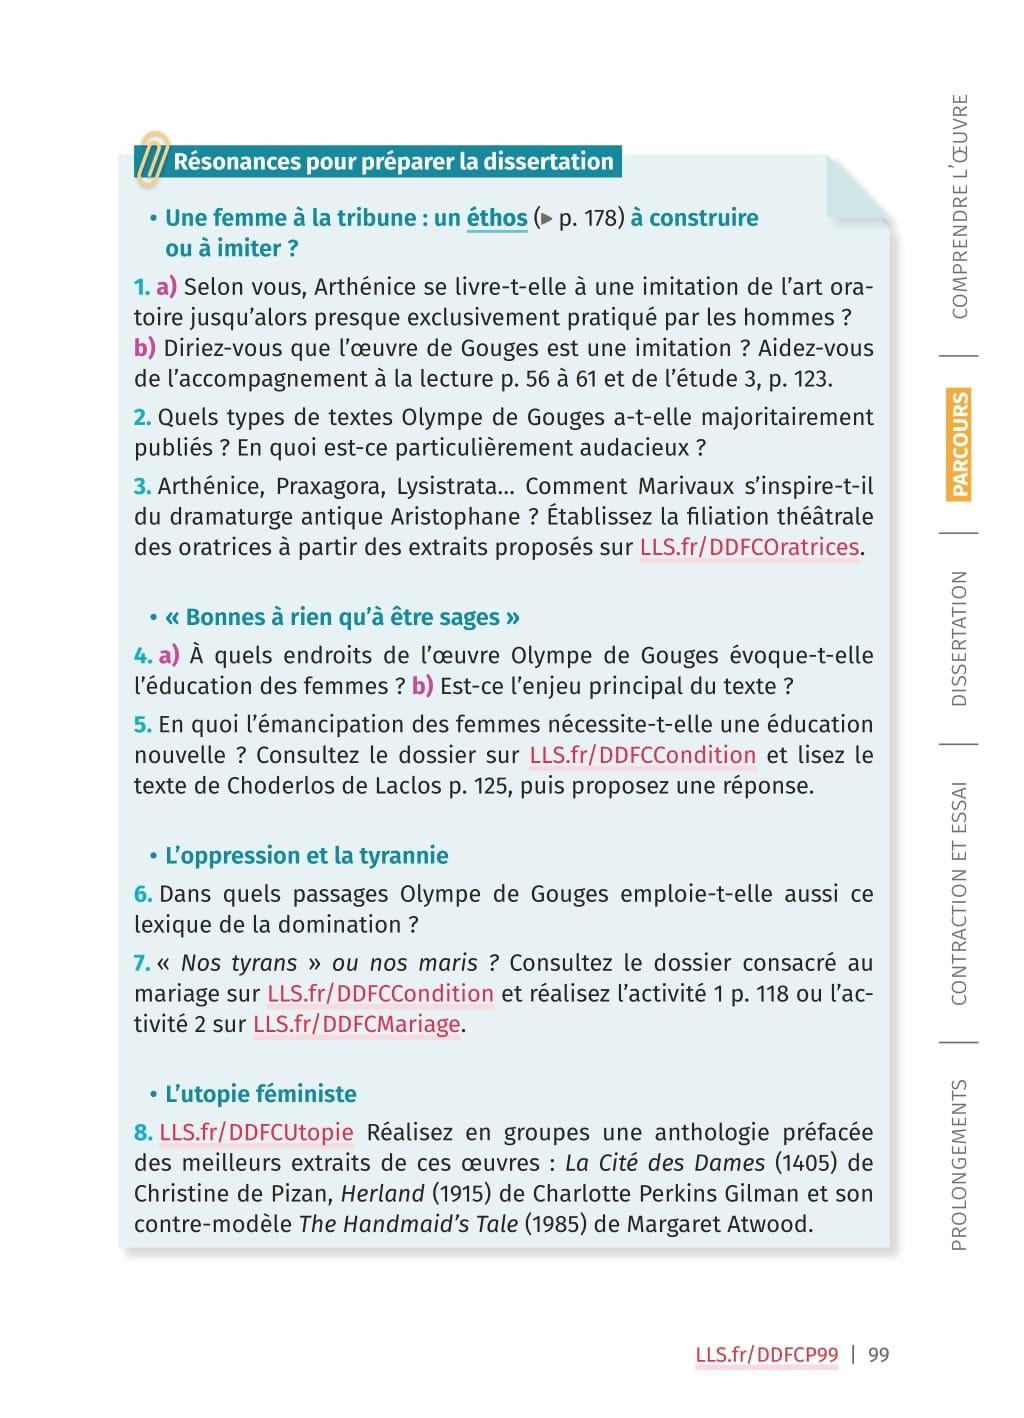 Résonances pour préparer la dissertation
• Une femme à la tribune : un éthos (▶ p. 178) à construire
ou à imiter ?
1. a) Selon vous, Arthénice se livre-t-elle à une imitation de l’art ora-
toire jusqu’alors presque exclusivement pratiqué par les hommes ?
b) Diriez-vous que l’œuvre de Gouges est une imitation ? Aidez-vous
de l’accompagnement à la lecture p. 56 à 61 et de l’étude 3, p. 123.
2. Quels types de textes Olympe de Gouges a-t-elle majoritairement
publiés ? En quoi est-ce particulièrement audacieux ?
3. Arthénice, Praxagora, Lysistrata… Comment Marivaux s’inspire-t-il
du dramaturge antique Aristophane ? Établissez la filiation théâtrale
des oratrices à partir des extraits proposés sur LLS.fr/DDFCOratrices.
• « Bonnes à rien qu’à être sages »
4. a) À quels endroits de l’œuvre Olympe de Gouges évoque-t-elle
l’éducation des femmes ? b) Est-ce l’enjeu principal du texte ?
5. En quoi l’émancipation des femmes nécessite-t-elle une éducation
nouvelle ? Consultez le dossier sur LLS.fr/DDFCCondition et lisez le
texte de Choderlos de Laclos p. 125, puis proposez une réponse.
• L’oppression et la tyrannie
6. Dans quels passages Olympe de Gouges emploie-t-elle aussi ce
lexique de la domination ?
7. « Nos tyrans » ou nos maris ? Consultez le dossier consacré au
mariage sur LLS.fr/DDFCCondition et réalisez l’activité 1 p. 118 ou l’ac-
tivité 2 sur LLS.fr/DDFCMariage.
• L’utopie féministe
8. LLS.fr/DDFCUtopie Réalisez en groupes une anthologie préfacée
des meilleurs extraits de ces œuvres : La Cité des Dames (1405) de
Christine de Pizan, Herland (1915) de Charlotte Perkins Gilman et son
contre-modèle The Handmaid’s Tale (1985) de Margaret Atwood.
COMPRENDRE L’ŒUVRE
PARCOURS
DISSERTATION
CONTRACTION ET ESSAI
PROLONGEMENTS
LLS.fr/DDFCP99 | 99